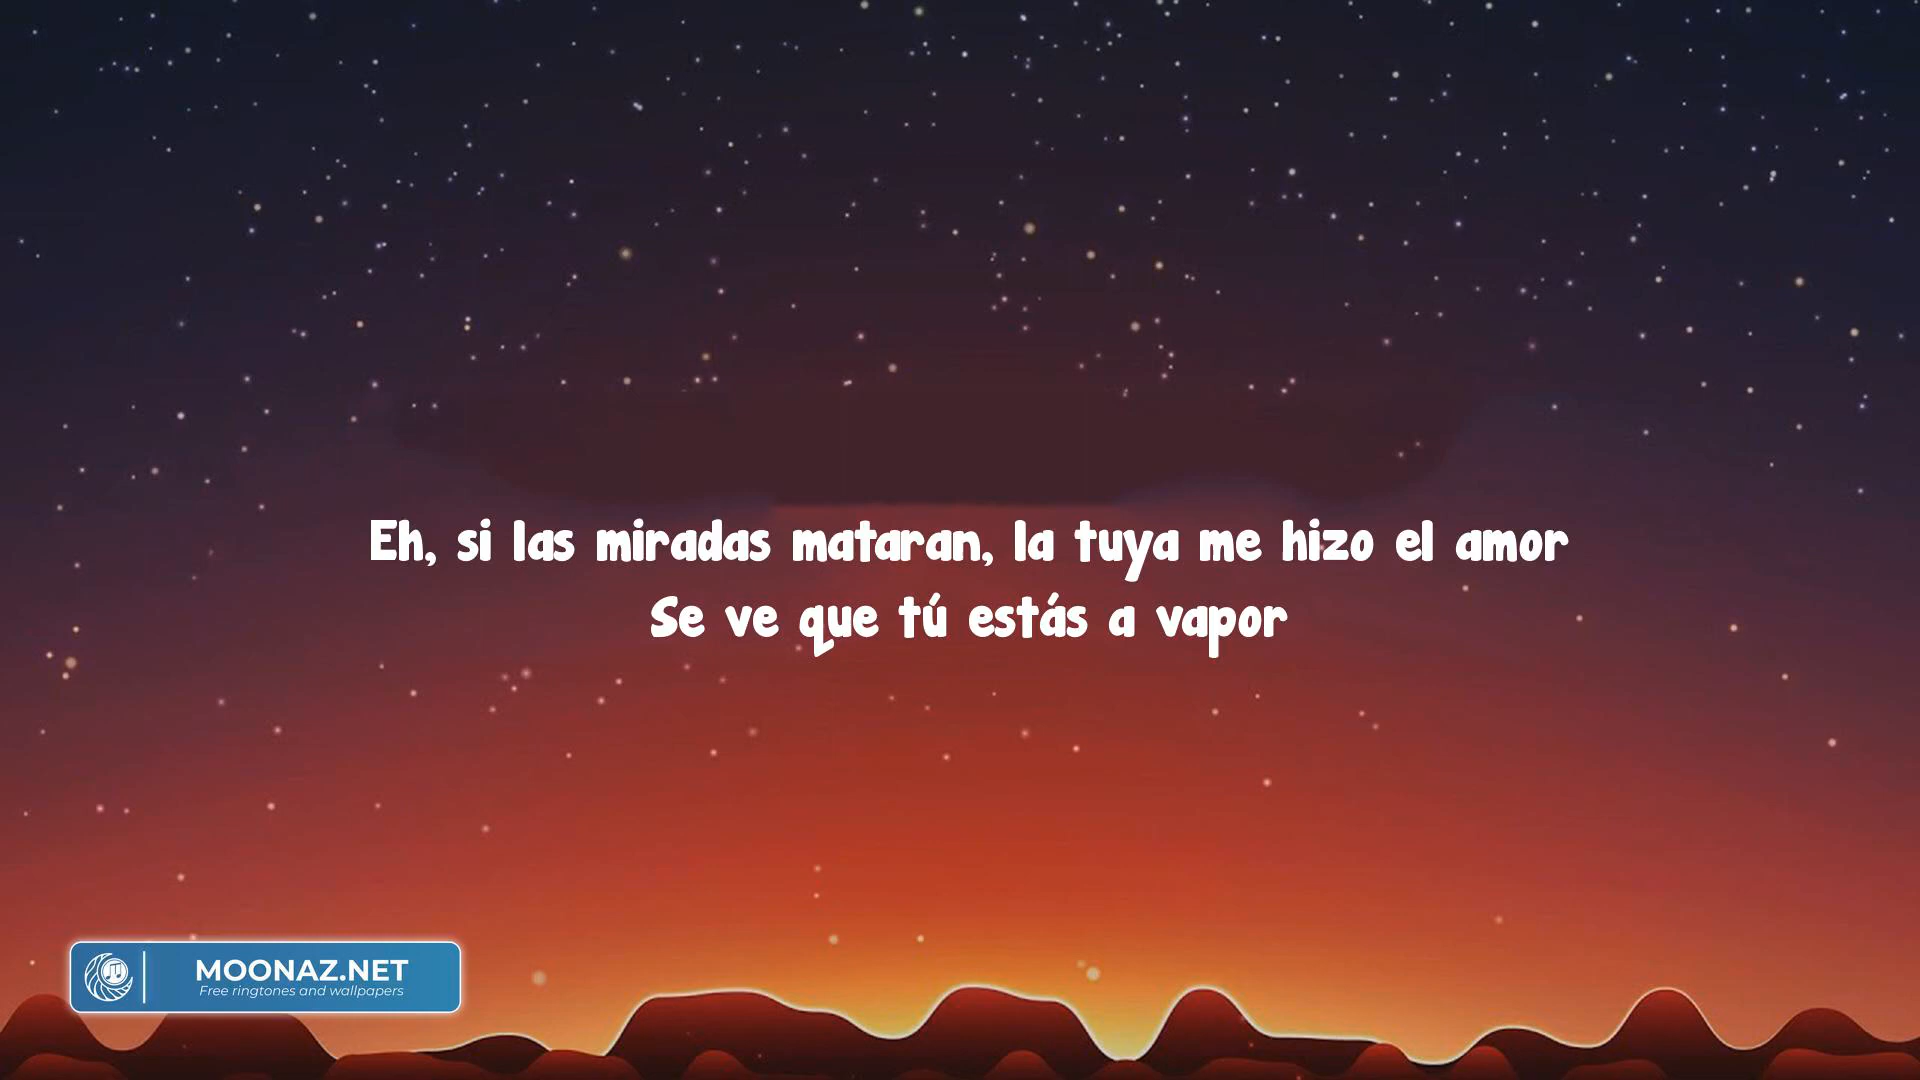 Eh, si las miradas mataran, la tuya me hizo el amor
Se ve que tú estás a vapor
MOONAZ.NET
Free ringtones and wallpapers